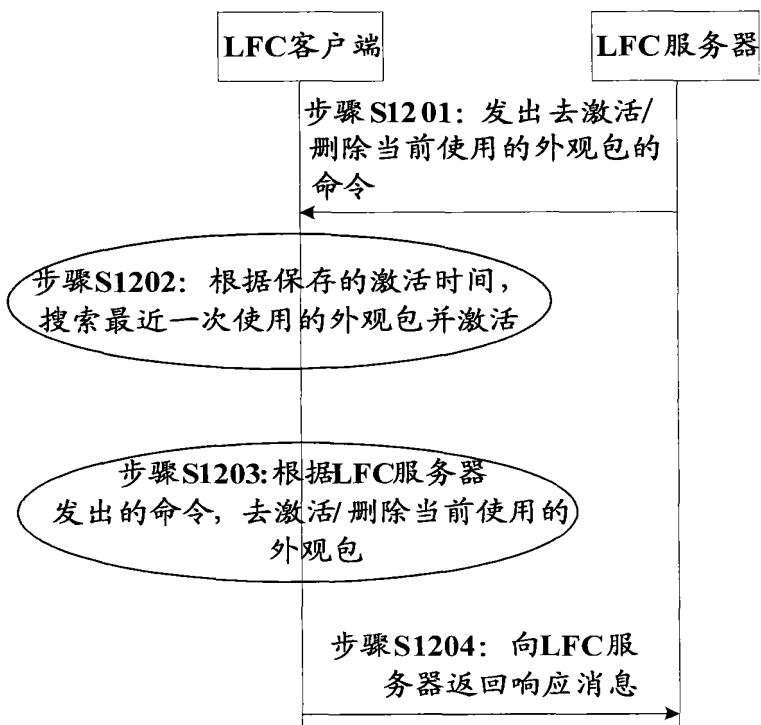 LFC客户端
LFC服务器
步骤S1201：发出去激活/
删除当前使用的外观包的
命令
步骤S1202：根据保存的激活时间，
搜索最近一次使用的外观包并激活
步骤S1203:根据LFC服务器
发出的命令，去激活/删除当前使用的
外观包
步骤S1204：向LFC服
务器返回响应消息